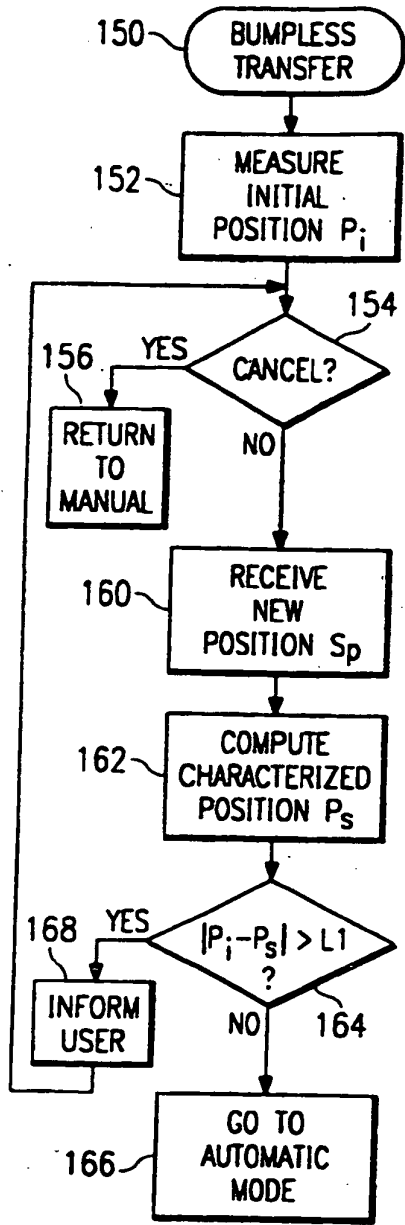 150
BUMPLESS
TRANSFER
152
MEASURE
INITIAL
POSITION Pi
154
CANCEL?
YES
156
RETURN
TO
MANUAL
NO
160
RECEIVE
NEW
POSITION Sp
162
COMPUTE
CHARACTERIZED
POSITION Ps
|Pi-Ps| > L1
?
164
YES
168
INFORM
USER
NO
166
GO TO
AUTOMATIC
MODE